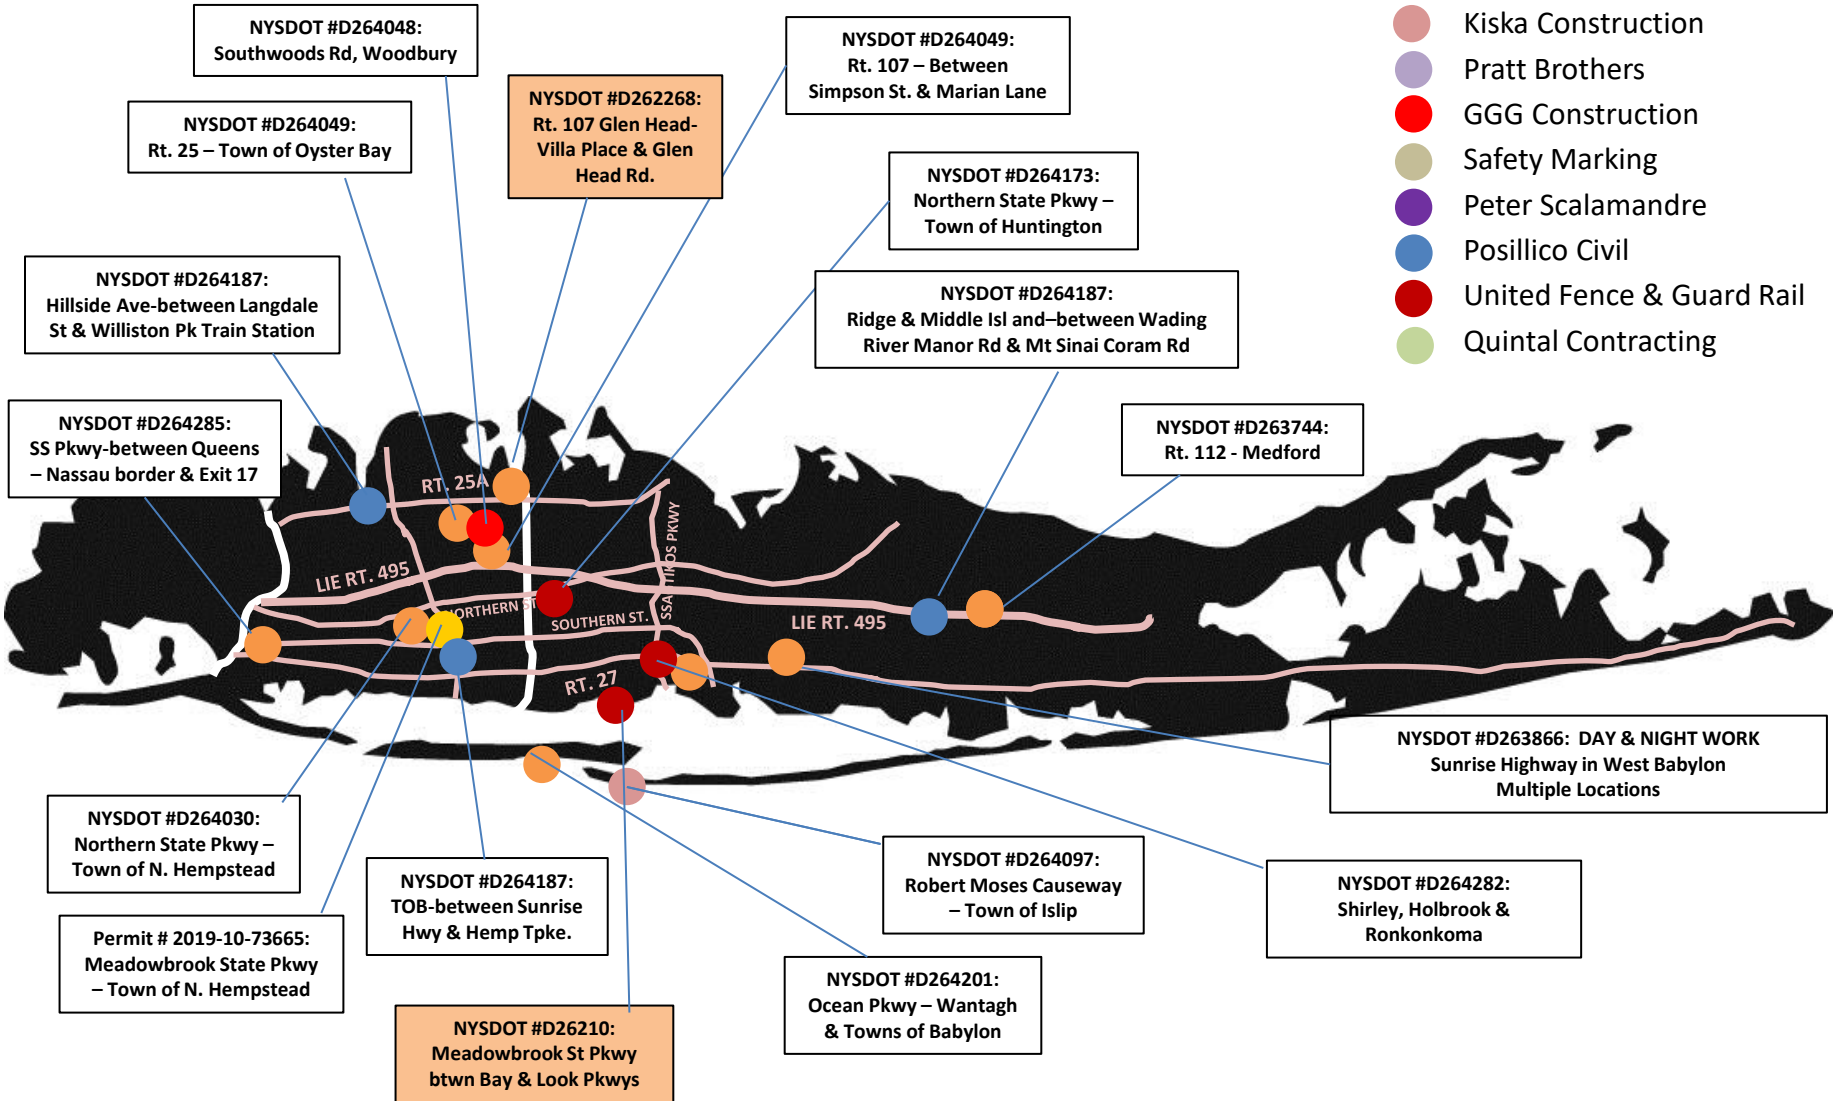 NYSDOT #D264048:
Southwoods Rd, Woodbury
NYSDOT #D264049:
Rt. 107 – Between
Simpson St. & Marian Lane
Kiska Construction
Pratt Brothers
GGG Construction
Safety Marking
Peter Scalamandre
Posillico Civil
United Fence & Guard Rail
Quintal Contracting
NYSDOT #D264049:
Rt. 25 – Town of Oyster Bay
NYSDOT #D262268:
Rt. 107 Glen Head-
Villa Place & Glen
Head Rd.
NYSDOT #D264173:
Northern State Pkwy –
Town of Huntington
NYSDOT #D264187:
Hillside Ave-between Langdale
St & Williston Pk Train Station
NYSDOT #D264187:
Ridge & Middle Isl and–between Wading
River Manor Rd & Mt Sinai Coram Rd
NYSDOT #D264285:
SS Pkwy-between Queens
– Nassau border & Exit 17
NYSDOT #D263744:
Rt. 112 - Medford
RT. 25A
LIE RT. 495
NORTHERN ST
SOUTHERN ST.
PKWY
LIE RT. 495
RT. 27
NYSDOT #D263866: DAY & NIGHT WORK
Sunrise Highway in West Babylon
Multiple Locations
NYSDOT #D264030:
Northern State Pkwy –
Town of N. Hempstead
NYSDOT #D264187:
TOB-between Sunrise
Hwy & Hemp Tpke.
NYSDOT #D264097:
Robert Moses Causeway
– Town of Islip
NYSDOT #D264282:
Shirley, Holbrook &
Ronkonkoma
Permit # 2019-10-73665:
Meadowbrook State Pkwy
– Town of N. Hempstead
NYSDOT #D264201:
Ocean Pkwy – Wantagh
& Towns of Babylon
NYSDOT #D26210:
Meadowbrook St Pkwy
btwn Bay & Look Pkwys